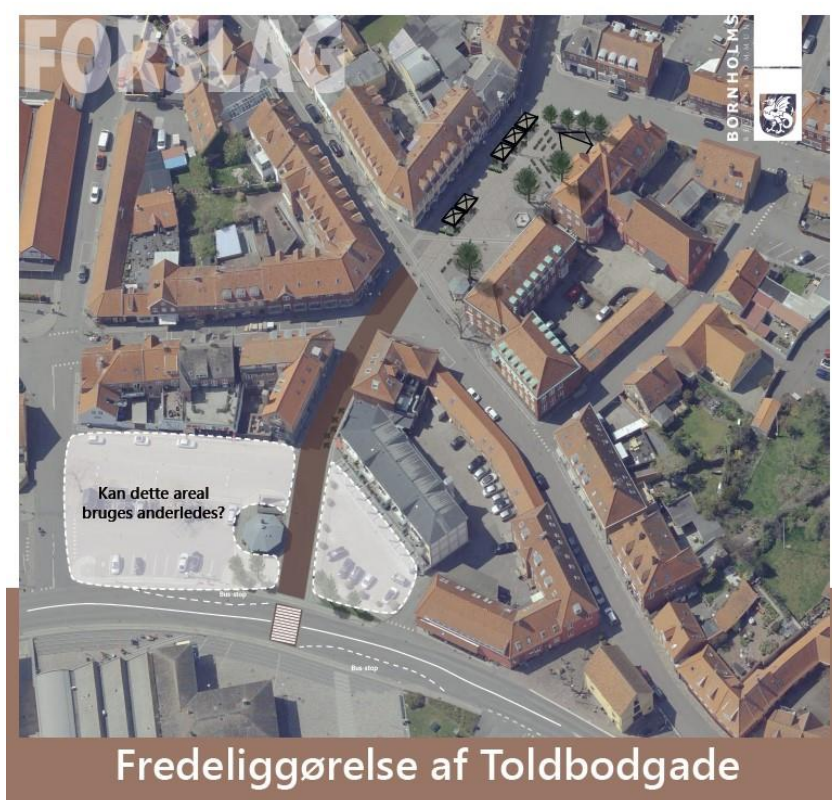 FORSLAG
BORNHOLMS
Kan dette areal
bruges anderledes?
Bus-stop
Bus-stop
Fredeliggørelse af Toldbodgade